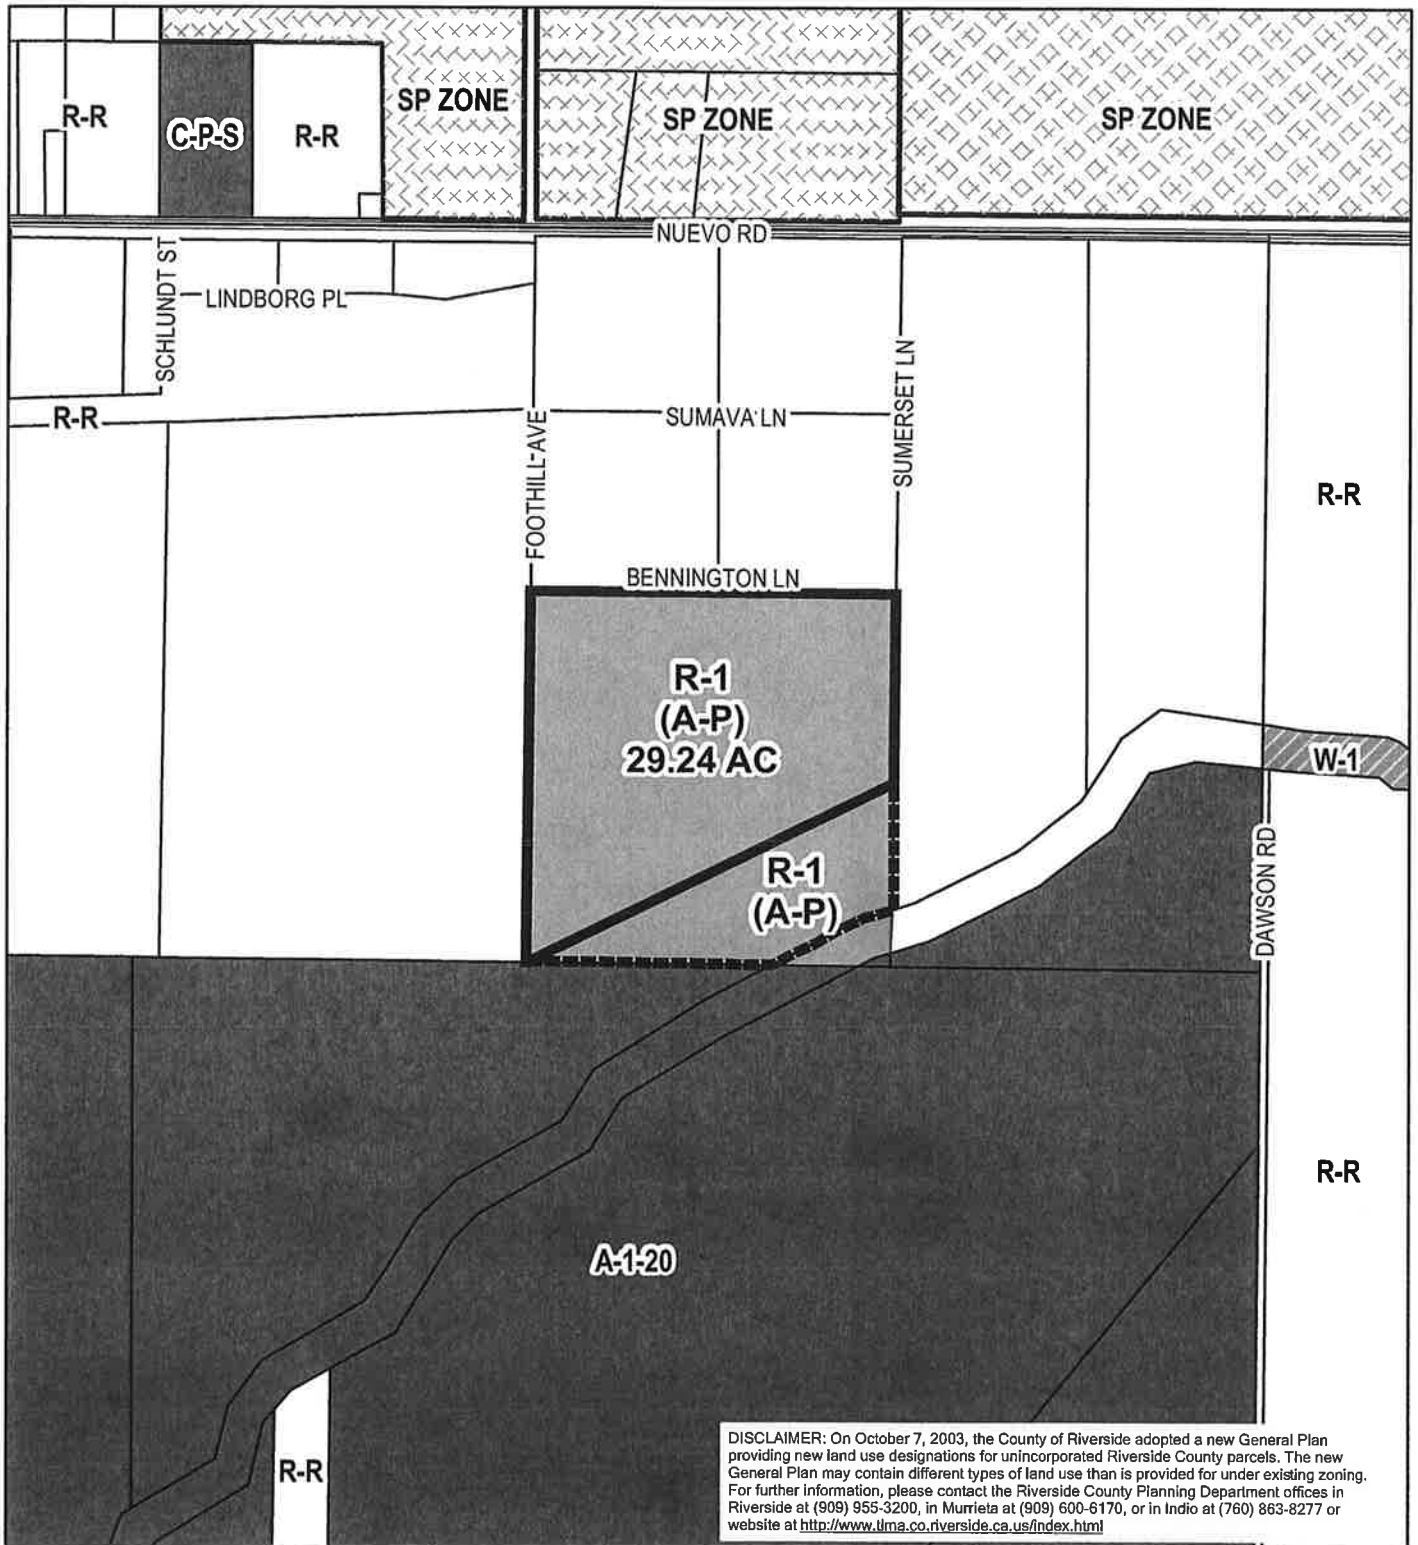 R-R
C-P-S
R-R
SP ZONE
SP ZONE
SP ZONE
NUEVO RD
SCHLUNDT ST
LINDBORG PL
R-R
FOOTHILL AVE
SUMAVA LN
SUMERSET LN
R-R
BENNINGTON LN
R-1
(A-P)
29.24 AC
W-1
R-1
(A-P)
DAWSON RD
R-R
A-1-20
R-R
DISCLAIMER: On October 7, 2003, the County of Riverside adopted a new General Plan
providing new land use designations for unincorporated Riverside County parcels. The new
General Plan may contain different types of land use than is provided for under existing zoning.
For further information, please contact the Riverside County Planning Department offices in
Riverside at (909) 955-3200, in Murrieta at (909) 600-6170, or in Indio at (760) 863-8277 or
website at http://www.tlma.co.riverside.ca.us/index.html